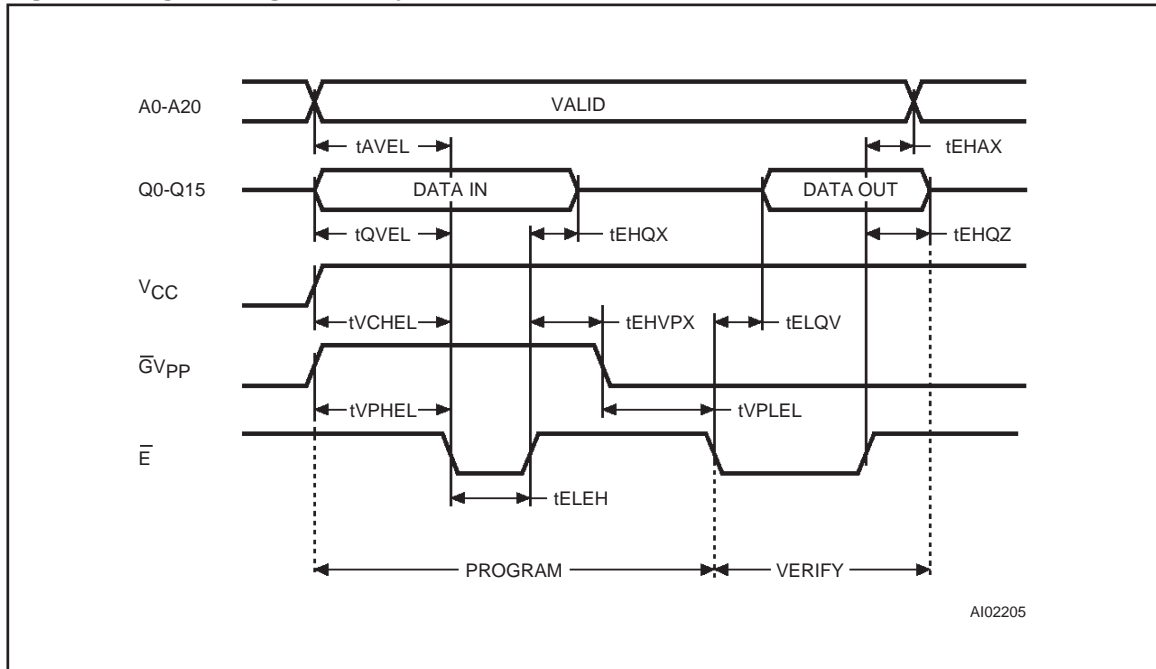 A0-A20
VALID
tAVEL
tEHAX
Q0-Q15
DATA IN
DATA OUT
tQVEL
tEHQX
tEHQZ
VCC
tVCHEL
tEHVPX
tELQV
G̅VPP
tVPHEL
tVPLEL
E̅
tELEH
PROGRAM
VERIFY
AI02205